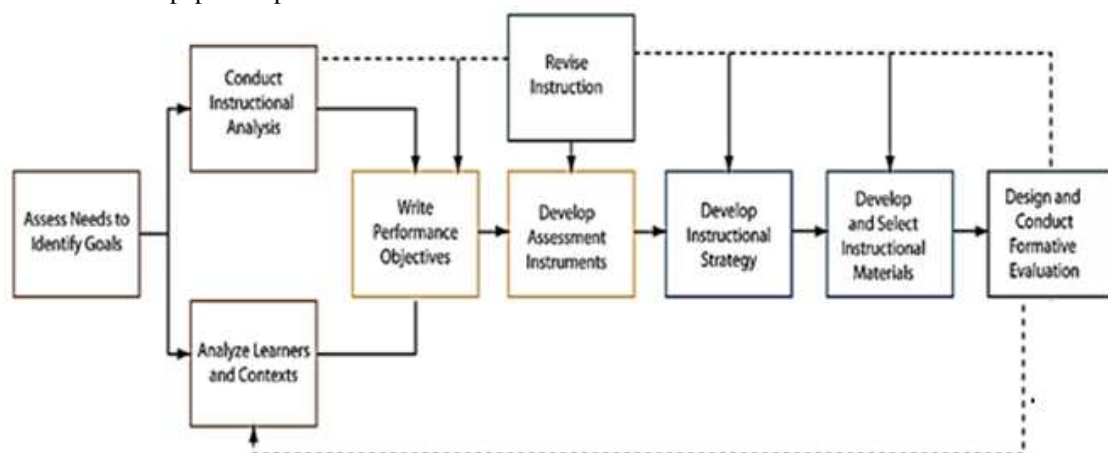 Conduct
Instructional
Analysis
Revise
Instruction
Assess Needs to
Identify Goals
Write
Performance
Objectives
Develop
Assessment
Instruments
Develop
Instructional
Strategy
Develop
and Select
Instructional
Materials
Design and
Conduct
Formative
Evaluation
Analyze Learners
and Contexts